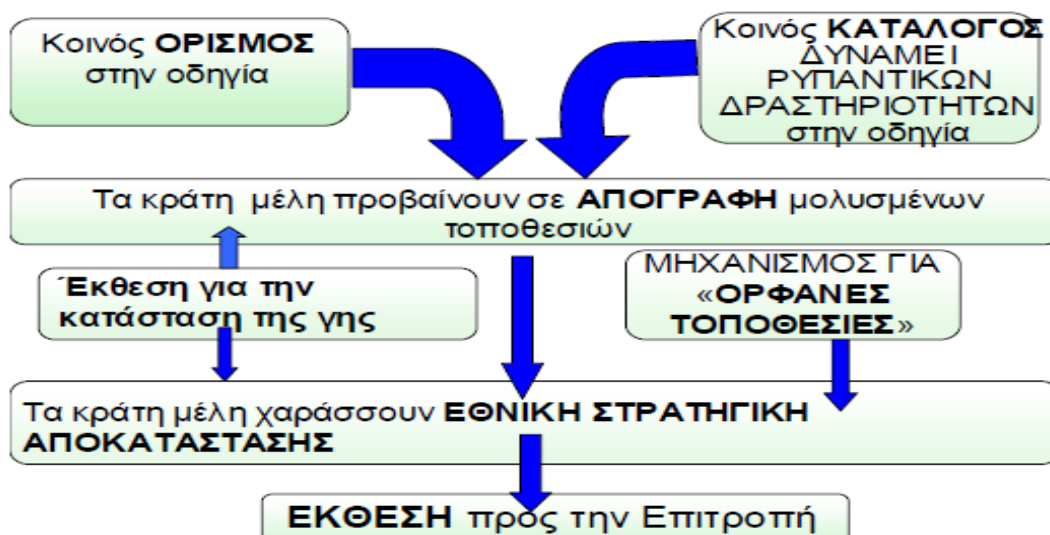 Κοινός ΟΡΙΣΜΟΣ
στην οδηγία
Κοινός ΚΑΤΑΛΟΓΟΣ
ΔΥΝΑΜΕΙ
ΡΥΠΑΝΤΙΚΩΝ
ΔΡΑΣΤΗΡΙΟΤΗΤΩΝ
στην οδηγία
Τα κράτη μέλη προβαίνουν σε ΑΠΟΓΡΑΦΗ μολυσμένων
τοποθεσιών
Έκθεση για την
κατάσταση της γης
ΜΗΧΑΝΙΣΜΟΣ ΓΙΑ
«ΟΡΦΑΝΕΣ
ΤΟΠΟΘΕΣΙΕΣ»
Τα κράτη μέλη χαράσσουν ΕΘΝΙΚΗ ΣΤΡΑΤΗΓΙΚΗ
ΑΠΟΚΑΤΑΣΤΑΣΗΣ
ΕΚΘΕΣΗ προς την Επιτροπή